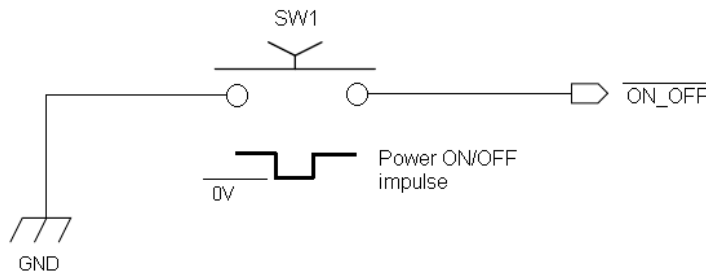 SW1
ON_OFF
Power ON/OFF
impulse
0V
GND